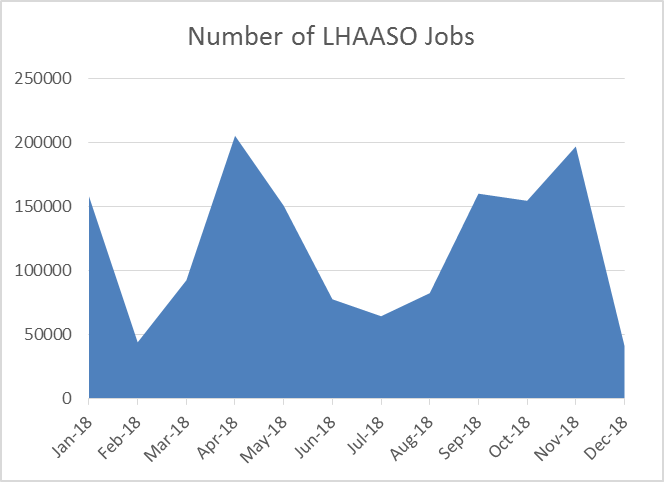 Number of LHAASO Jobs
250000
200000
150000
100000
50000
0
Jan-18
Feb-18
Mar-18
Apr-18
May-18
Jun-18
Jul-18
Aug-18
Sep-18
Oct-18
Nov-18
Dec-18